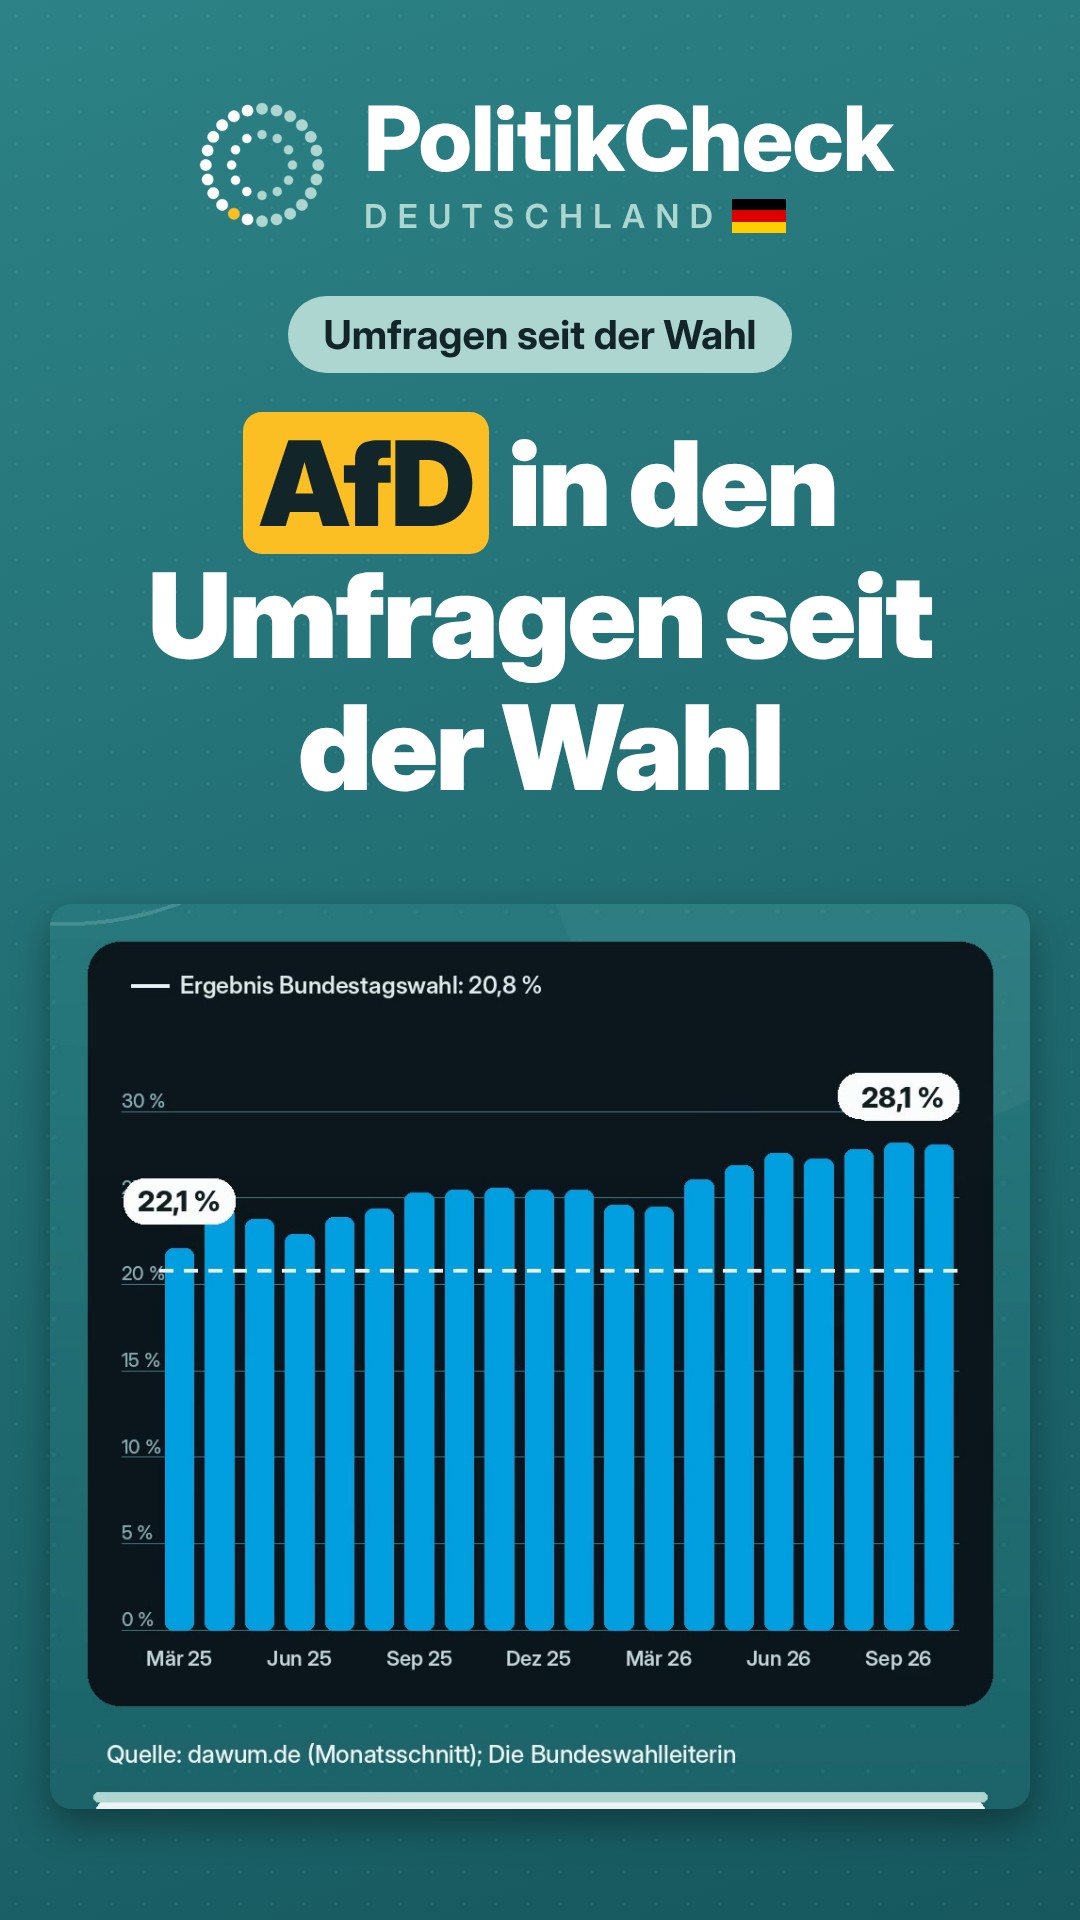 PolitikCheck
DEUTSCHLAND
Umfragen seit der Wahl
AfD in den
Umfragen seit
der Wahl
Ergebnis Bundestagswahl: 20,8 %
30 %
28,1 %
22,1 %
20 %
15 %
10 %
5 %
0 %
Mär 25 Jun 25 Sep 25 Dez 25 Mär 26 Jun 26 Sep 26
Quelle: dawum.de (Monatsschnitt); Die Bundeswahlleiterin